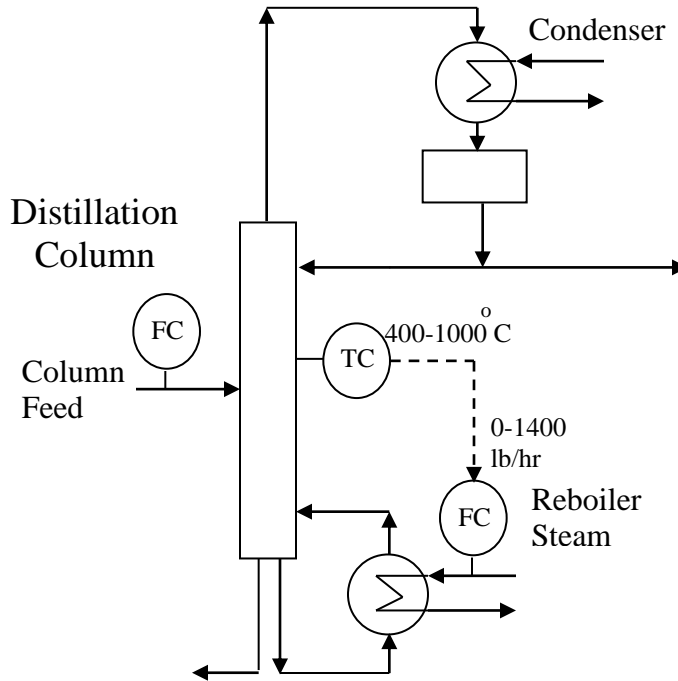 Condenser
Distillation
Column
FC
400-1000 o C
TC
Column
Feed
0-1400
lb/hr
FC
Reboiler
Steam